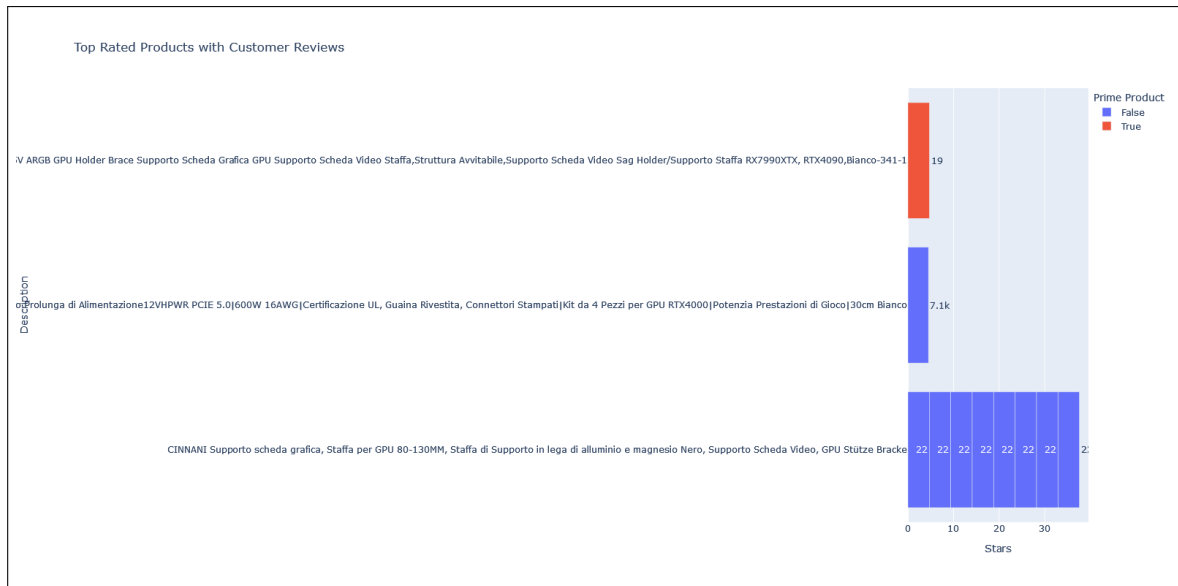 Top Rated Products with Customer Reviews
Prime Product
False
True
V ARGB GPU Holder Brace Supporto Scheda Grafica GPU Supporto Scheda Video Staffa,Struttura Avvitabile,Supporto Scheda Video Sag Holder/Supporto Staffa RX7990XTX, RTX4090,Bianco-341-1
19
Description
Prolunga di Alimentazione12VHPWR PCIE 5.0|600W 16AWG|Certificazione UL, Guaina Rivestita, Connettori Stampati|Kit da 4 Pezzi per GPU RTX4000|Potenzia Prestazioni di Gioco|30cm Bianco
7.1k
CINNANI Supporto scheda grafica, Staffa per GPU 80-130MM, Staffa di Supporto in lega di alluminio e magnesio Nero, Supporto Scheda Video, GPU Stütze Bracke
22 22 22 22 22 22 22
0 10 20 30
Stars